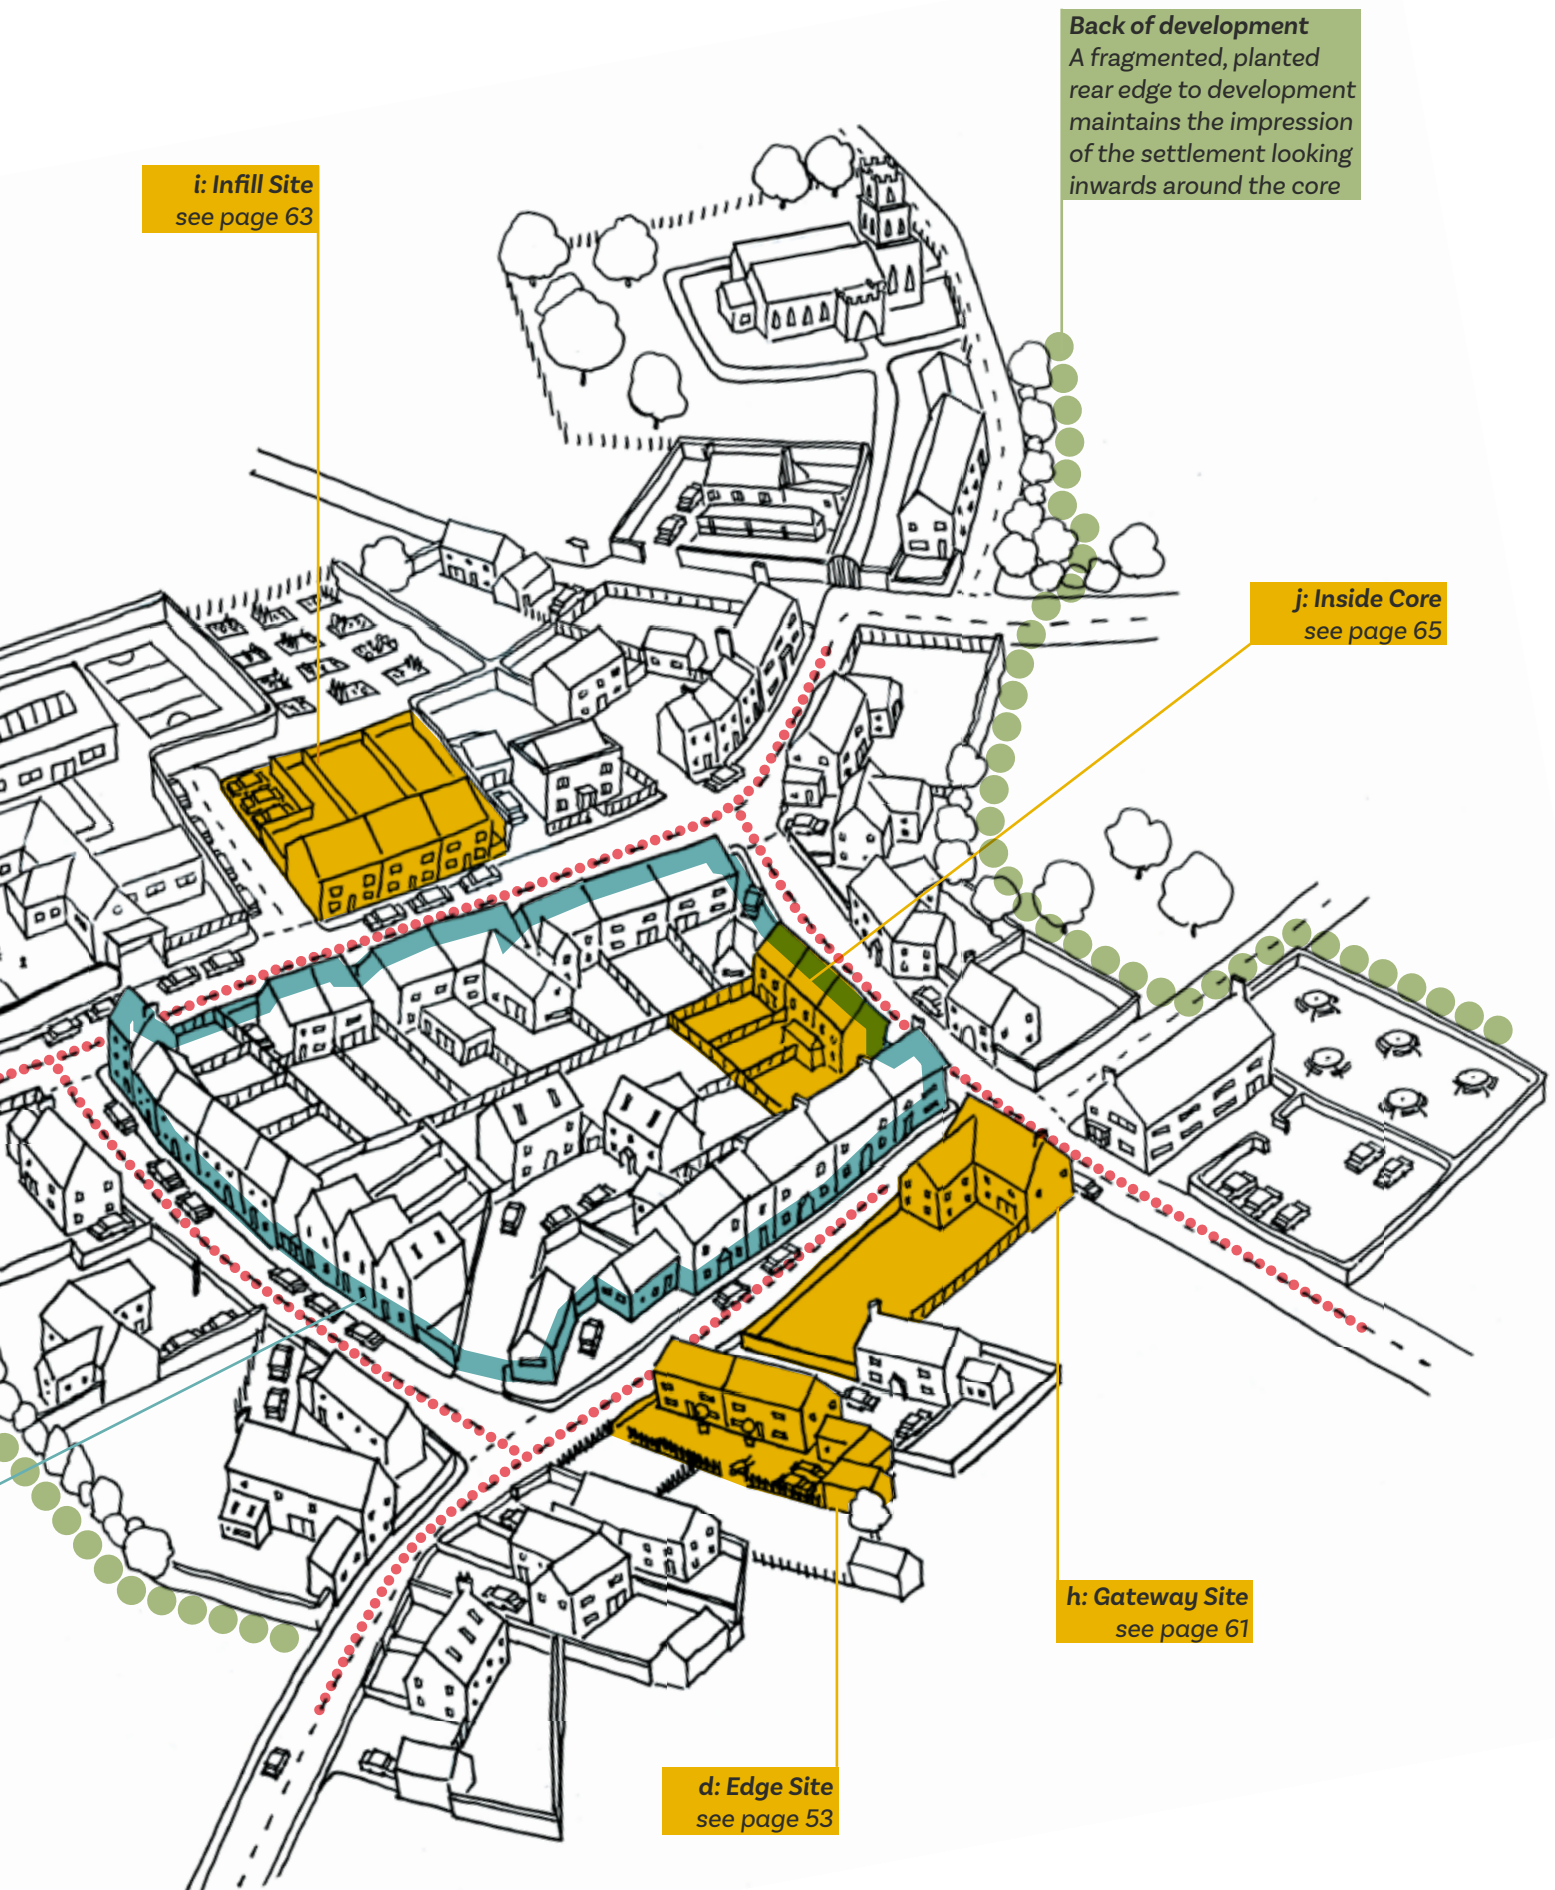 Back of development
A fragmented, planted
rear edge to development
maintains the impression
of the settlement looking
inwards around the core
i: Infill Site
see page 63
j: Inside Core
see page 65
h: Gateway Site
see page 61
d: Edge Site
see page 53